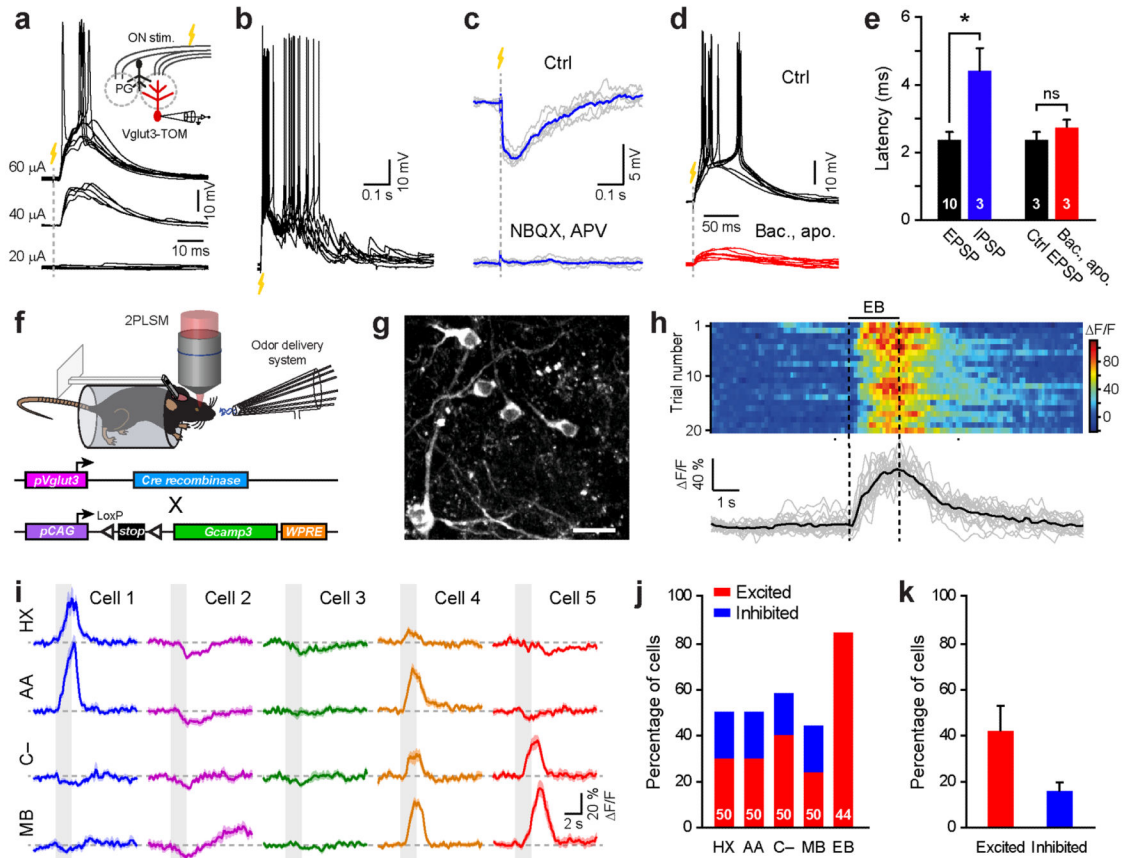 a
ON stim.
PG
Vglut3-TOM
60 µA
40 µA
20 µA
10 mV
10 ms
b
0.1 s
10 mV
c
Ctrl
0.1 s
5 mV
NBQX, APV
d
Ctrl
10 mV
50 ms
Bac., apo.
e
Latency (ms)
6
4
2
0
*
ns
10
3
3
3
EPSP
IPSP
Ctrl EPSP
Bac., apo.
f
2PLSM
Odor delivery
system
pVglut3
Cre recombinase
X
LoxP
pCAG
stop
Gcamp3
WPRE
g
h
EB
Trial number
1
10
20
ΔF/F
80
40
0
ΔF/F
40 %
1 s
i
Cell 1 Cell 2 Cell 3 Cell 4 Cell 5
HX
AA
C–
MB
2 s
20 %
ΔF/F
j
Excited
Inhibited
Percentage of cells
100
80
60
40
20
0
50 50 50 50 44
HX AA C– MB EB
k
Percentage of cells
100
80
60
40
20
0
Excited Inhibited